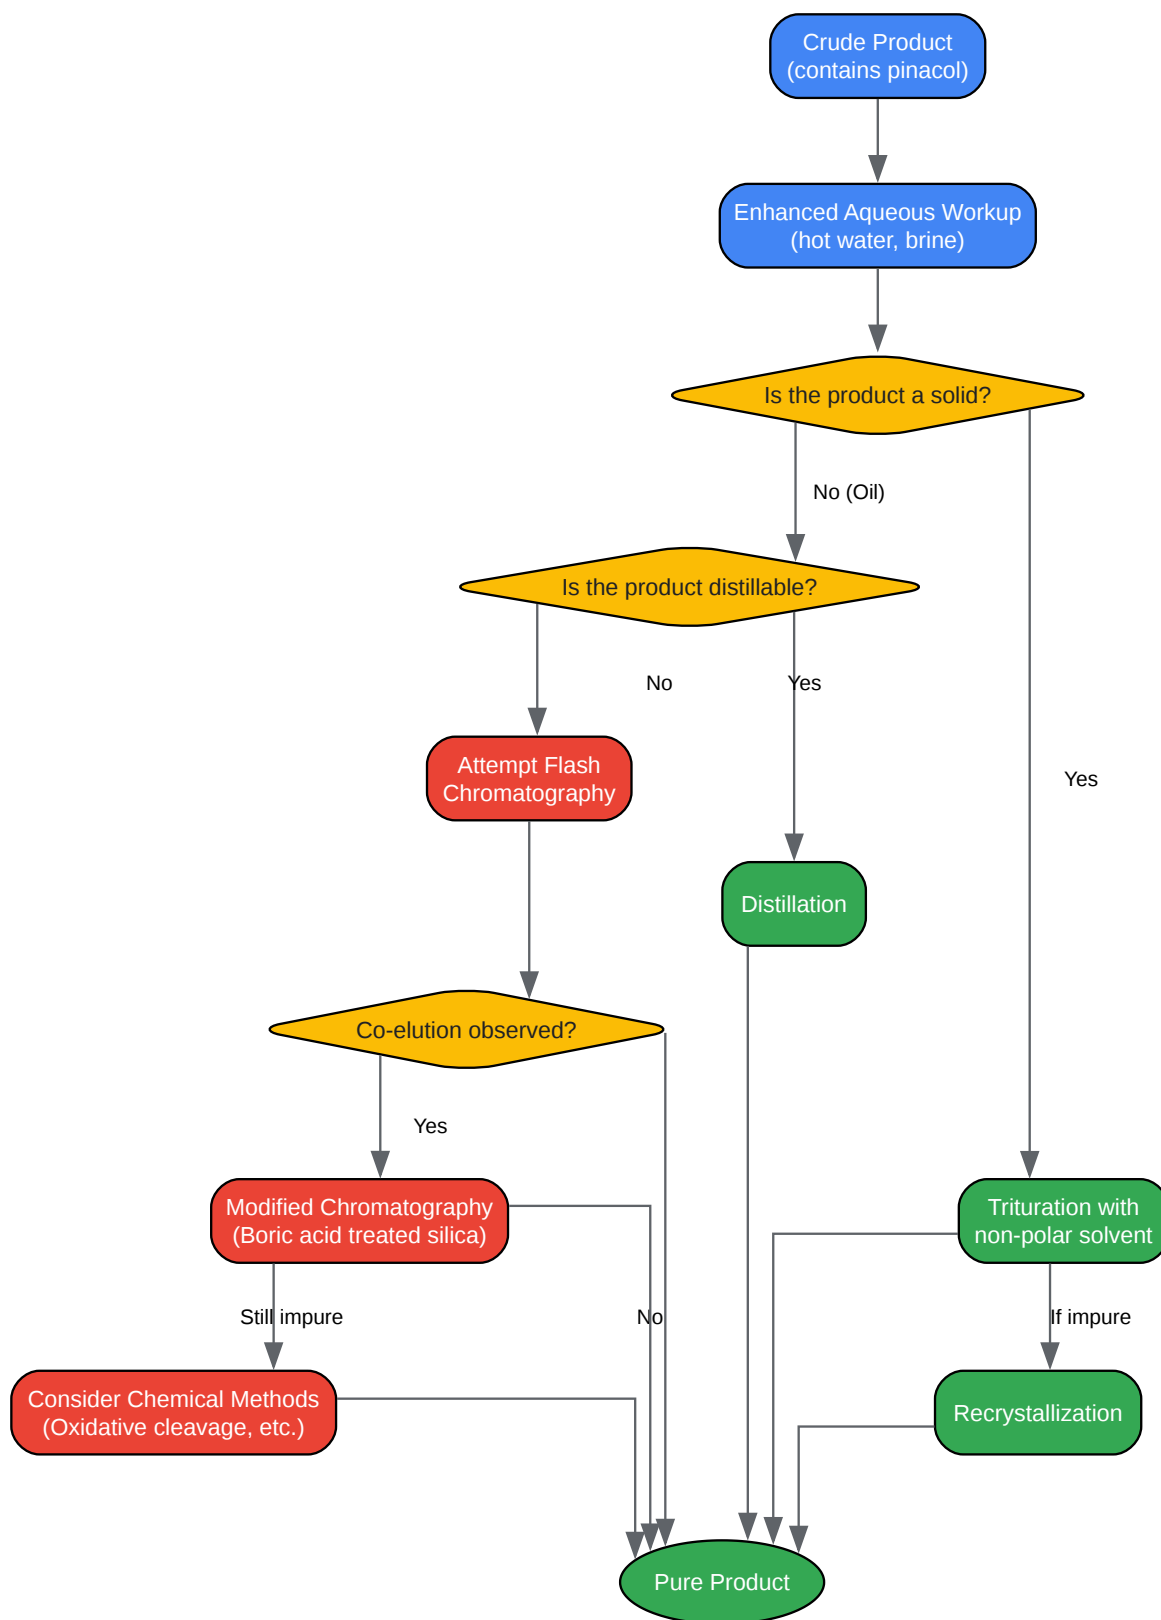 Crude Product
(contains pinacol)
Enhanced Aqueous Workup
(hot water, brine)
Is the product a solid?
No (Oil)
Is the product distillable?
No
Yes
Attempt Flash
Chromatography
Yes
Distillation
Co-elution observed?
Yes
Modified Chromatography
(Boric acid treated silica)
Trituration with
non-polar solvent
Still impure
No
If impure
Consider Chemical Methods
(Oxidative cleavage, etc.)
Recrystallization
Pure Product